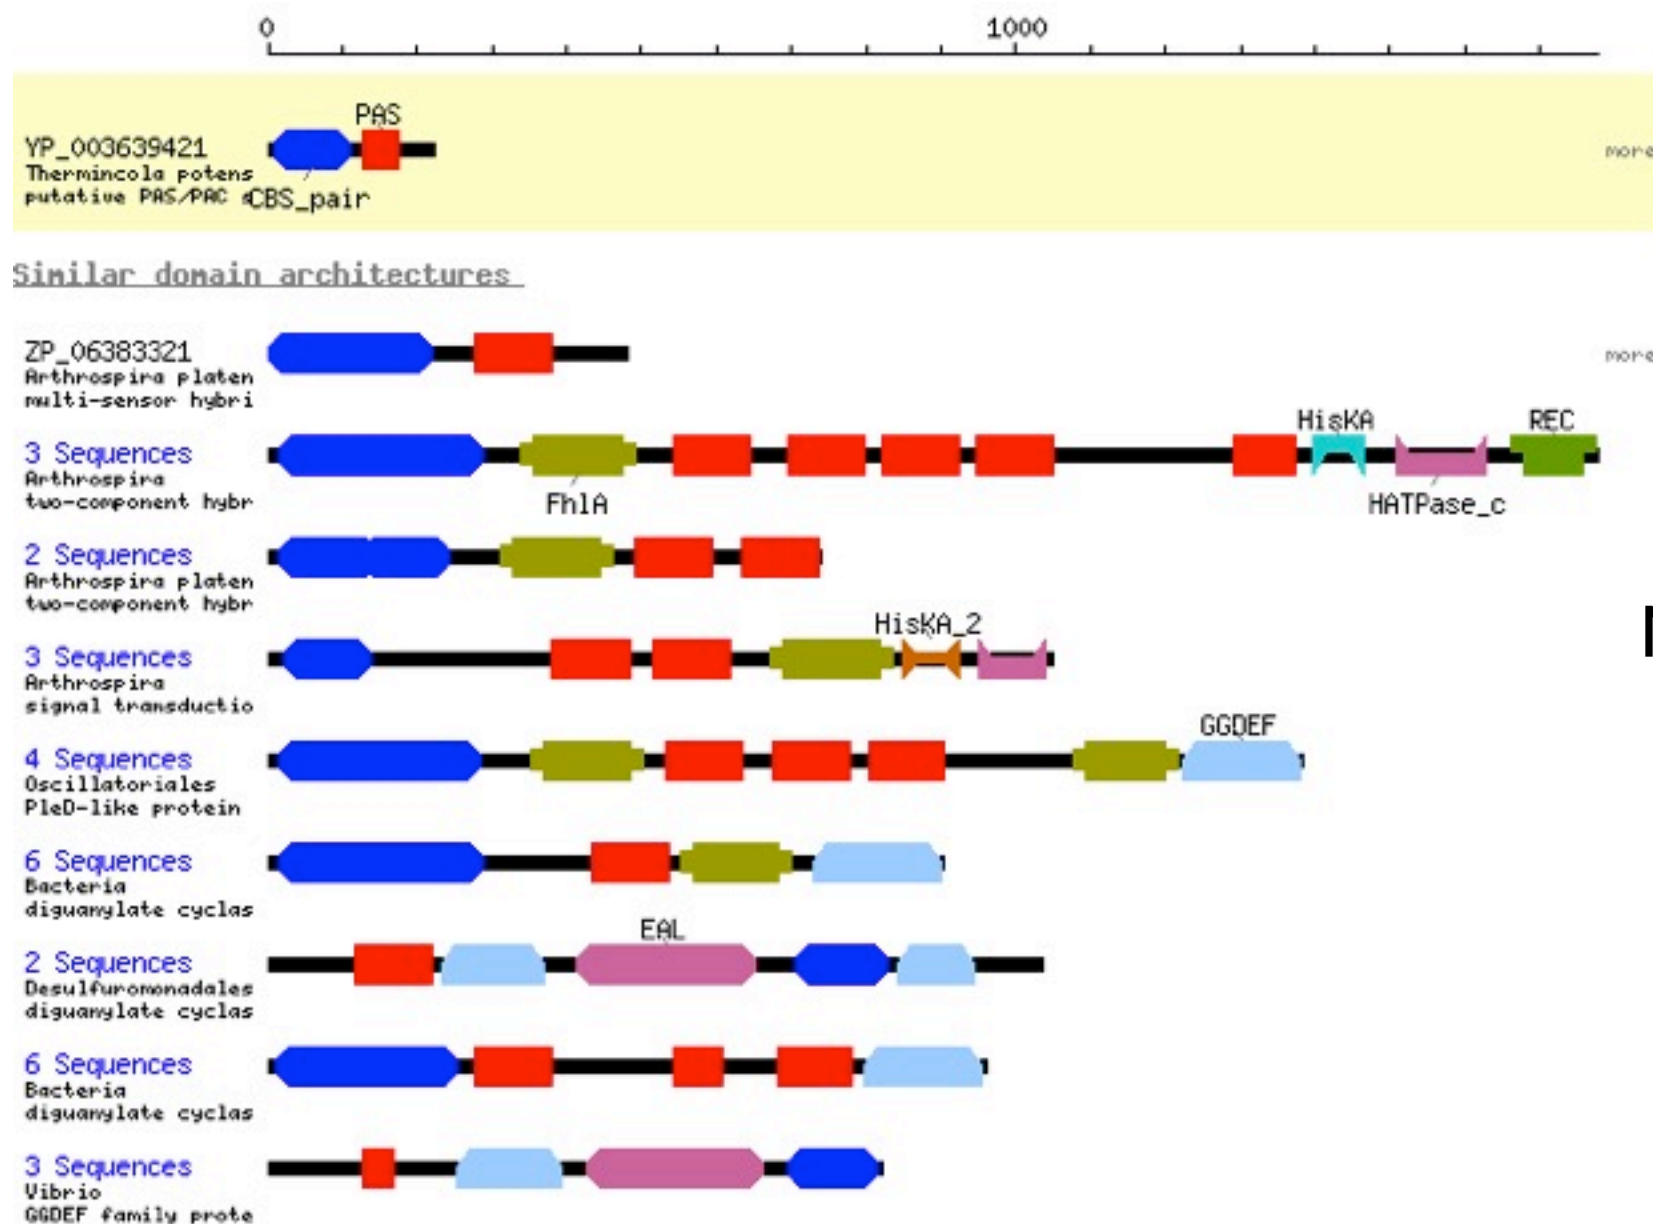 0 1000
PAS
YP_003639421
Thermincola potens
putative PAS/PAC s
CBS_pair
more
Similar domain architectures
ZP_06383321
Arthrospira platen
multi-sensor hybri
more
HisKA REC
3 Sequences
Arthrospira
two-component hybr
FhlA HATPase_c
2 Sequences
Arthrospira platen
two-component hybr
HisKA_2
3 Sequences
Arthrospira
signal transductio
GGDEF
4 Sequences
Oscillatoriales
PleD-like protein
6 Sequences
Bacteria
diguanylate cyclas
EAL
2 Sequences
Desulfuromonadales
diguanylate cyclas
6 Sequences
Bacteria
diguanylate cyclas
3 Sequences
Vibrio
GGDEF family prote